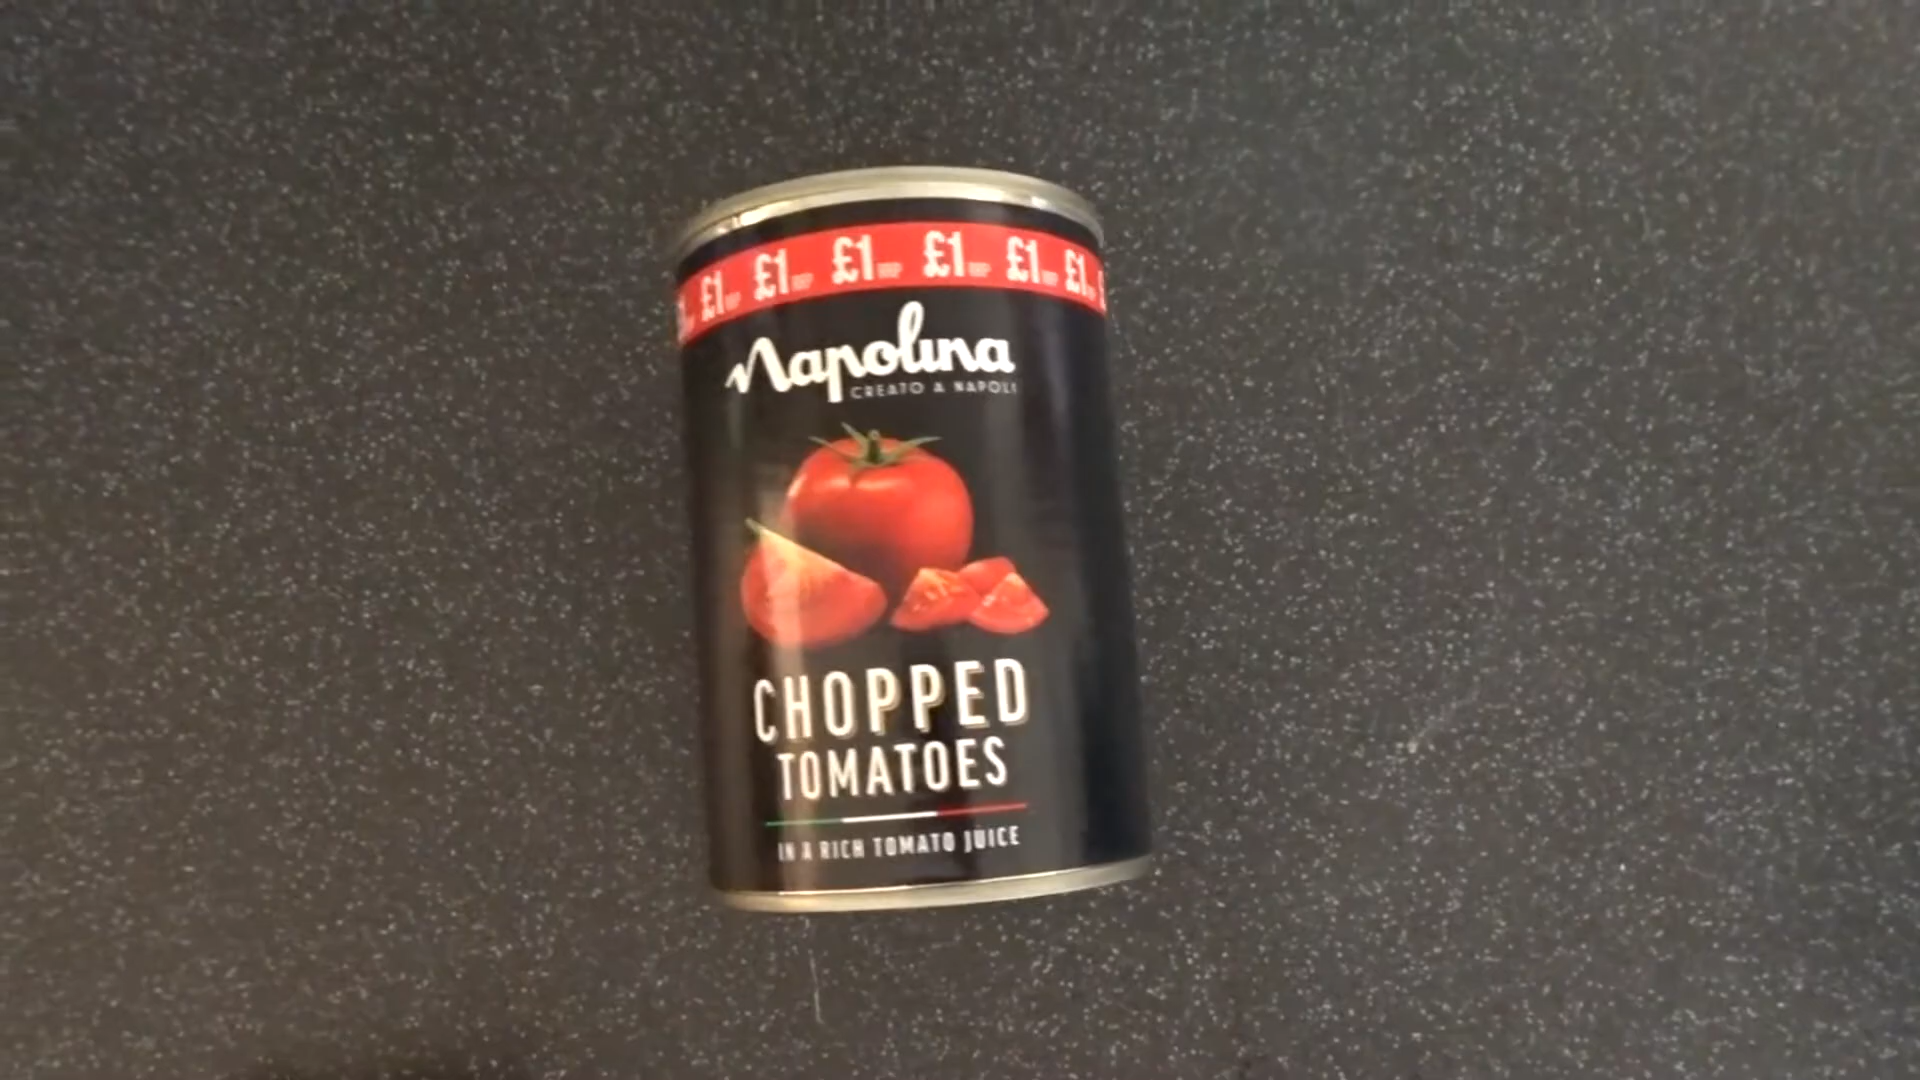 £1 £1 £1 £1 £1 £1
Napolina
CREATO A NAPOLI
CHOPPED
TOMATOES
IN A RICH TOMATO JUICE